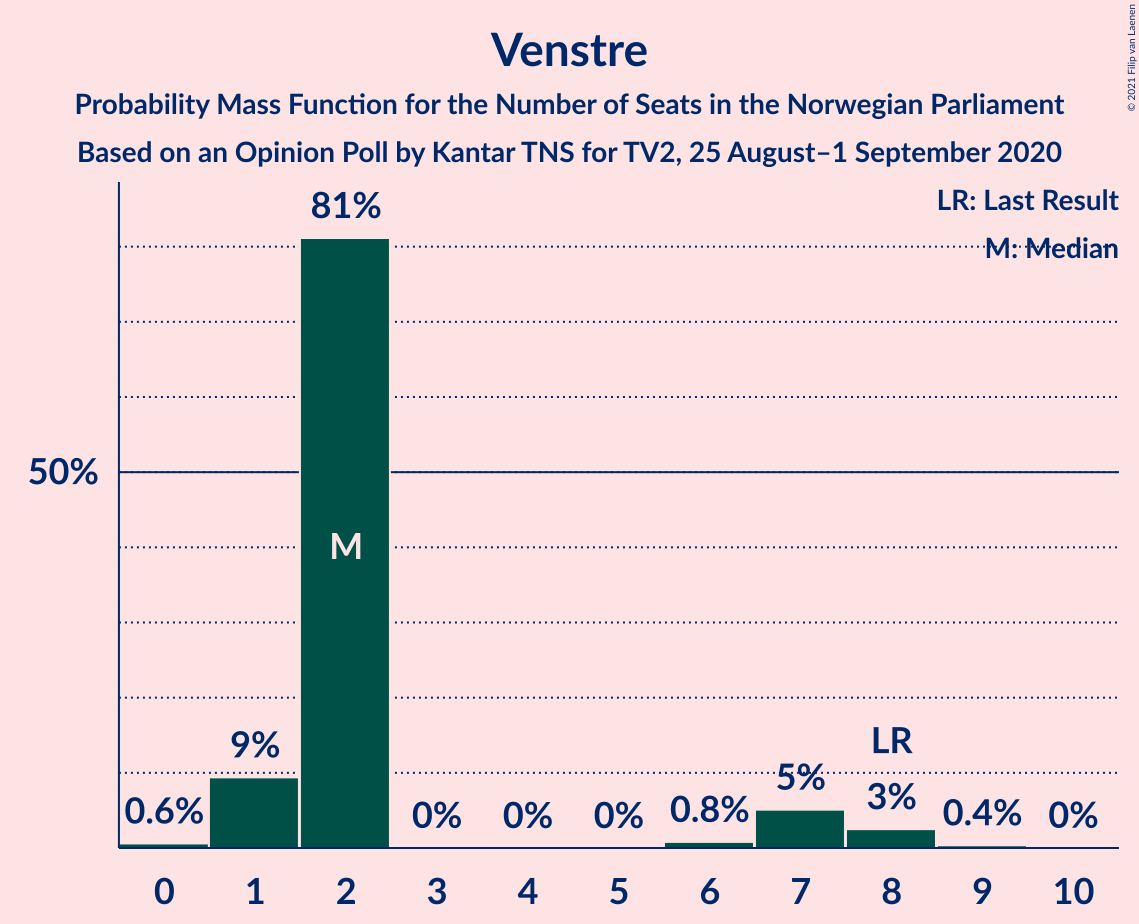 Venstre
Probability Mass Function for the Number of Seats in the Norwegian Parliament
Based on an Opinion Poll by Kantar TNS for TV2, 25 August–1 September 2020
© 2021 Filip van Laenen
LR: Last Result
M: Median
81%
50%
M
LR
9%
5%
0.6%
0%
0%
0%
0.8%
3%
0.4%
0%
0 1 2 3 4 5 6 7 8 9 10